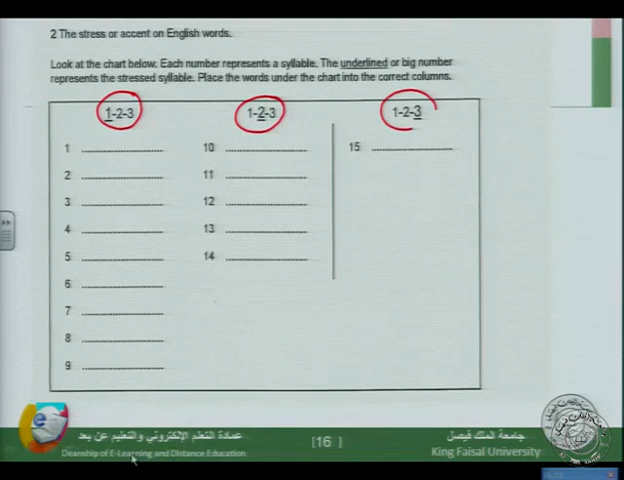 2 The stress or accent on English words.
Look at the chart below. Each number represents a syllable. The underlined or big number
represents the stressed syllable. Place the words under the chart into the correct columns.
1-2-3 1-2-3 1-2-3
1 ........................ 10 ........................ 15 ........................
2 ........................ 11 ........................
3 ........................ 12 ........................
4 ........................ 13 ........................
5 ........................ 14 ........................
6 ........................
7 ........................
8 ........................
9 ........................
عمادة التعلم الإلكتروني والتعليم عن بعد
Deanship of E-Learning and Distance Education
[16 ]
جامعة الملك فيصل
King Faisal University